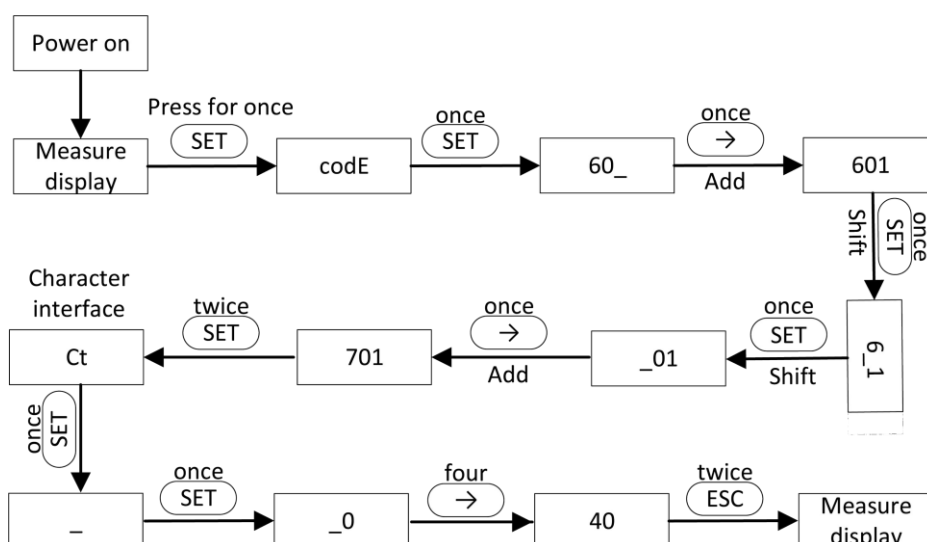 Power on
Press for once
SET
once
SET
once
→
Add
Measure
display
codE
60_
601
Shift
SET
once
Character
interface
twice
SET
once
→
Add
once
SET
Shift
Ct
701
_01
6_1
once
SET
once
SET
four
→
twice
ESC
_
_0
40
Measure
display